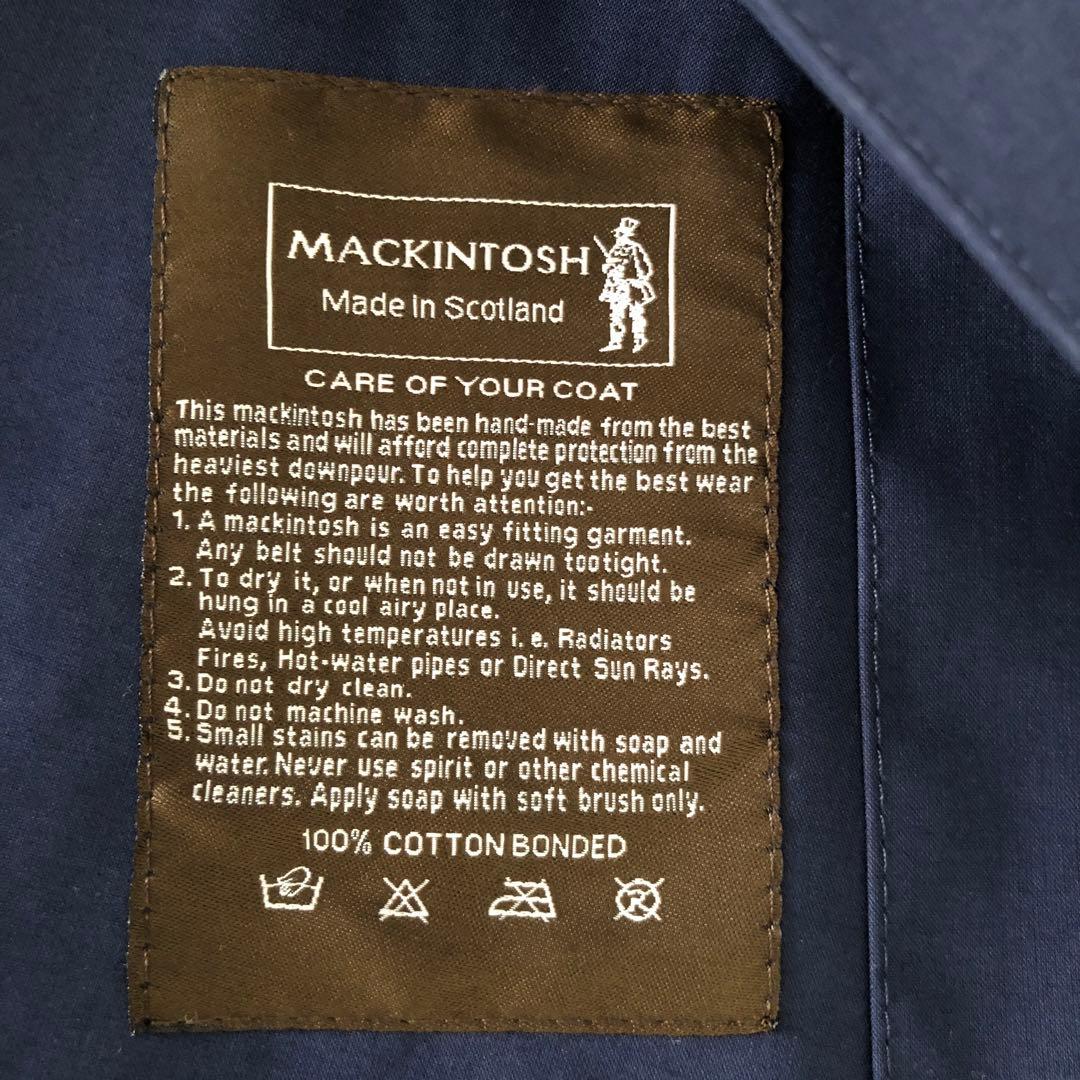 MACKINTOSH
Made in Scotland
CARE OF YOUR COAT
This mackintosh has been hand-made from the best
materials and will afford complete protection from the
heaviest downpour. To help you get the best wear
the following are worth attention:-
1. A mackintosh is an easy fitting garment.
Any belt should not be drawn tootight.
2. To dry it, or when not in use, it should be
hung in a cool airy place.
Avoid high temperatures i.e. Radiators
Fires, Hot-water pipes or Direct Sun Rays.
3. Do not dry clean.
4. Do not machine wash.
5. Small stains can be removed with soap and
water. Never use spirit or other chemical
cleaners. Apply soap with soft brush only.
100% COTTON BONDED
R